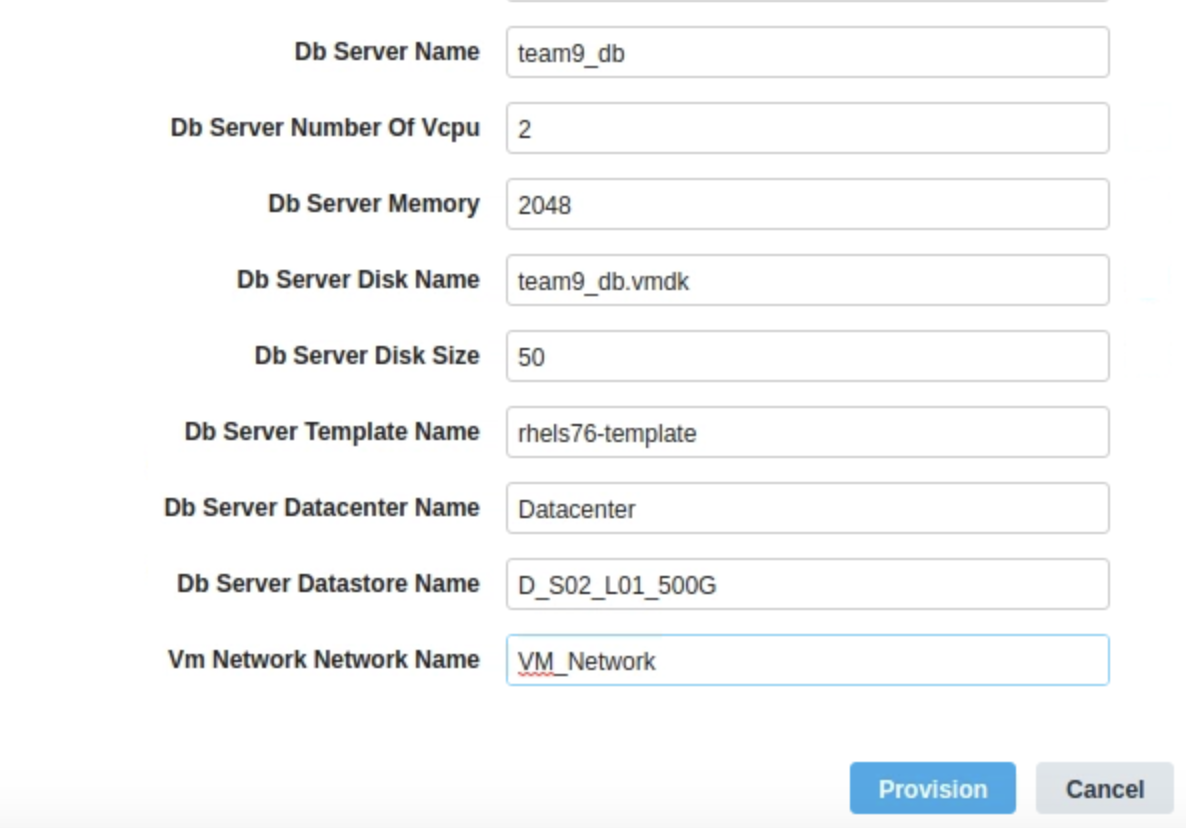 Db Server Name team9_db
Db Server Number Of Vcpu 2
Db Server Memory 2048
Db Server Disk Name team9_db.vmdk
Db Server Disk Size 50
Db Server Template Name rhels76-template
Db Server Datacenter Name Datacenter
Db Server Datastore Name D_S02_L01_500G
Vm Network Network Name VM_Network
Provision Cancel